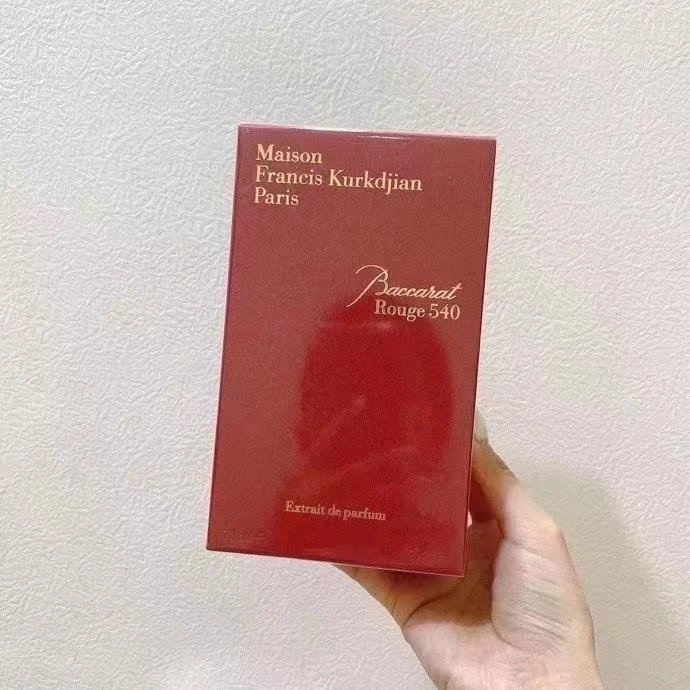 Maison
Francis Kurkdjian
Paris
Baccarat
Rouge 540
Extrait de parfum